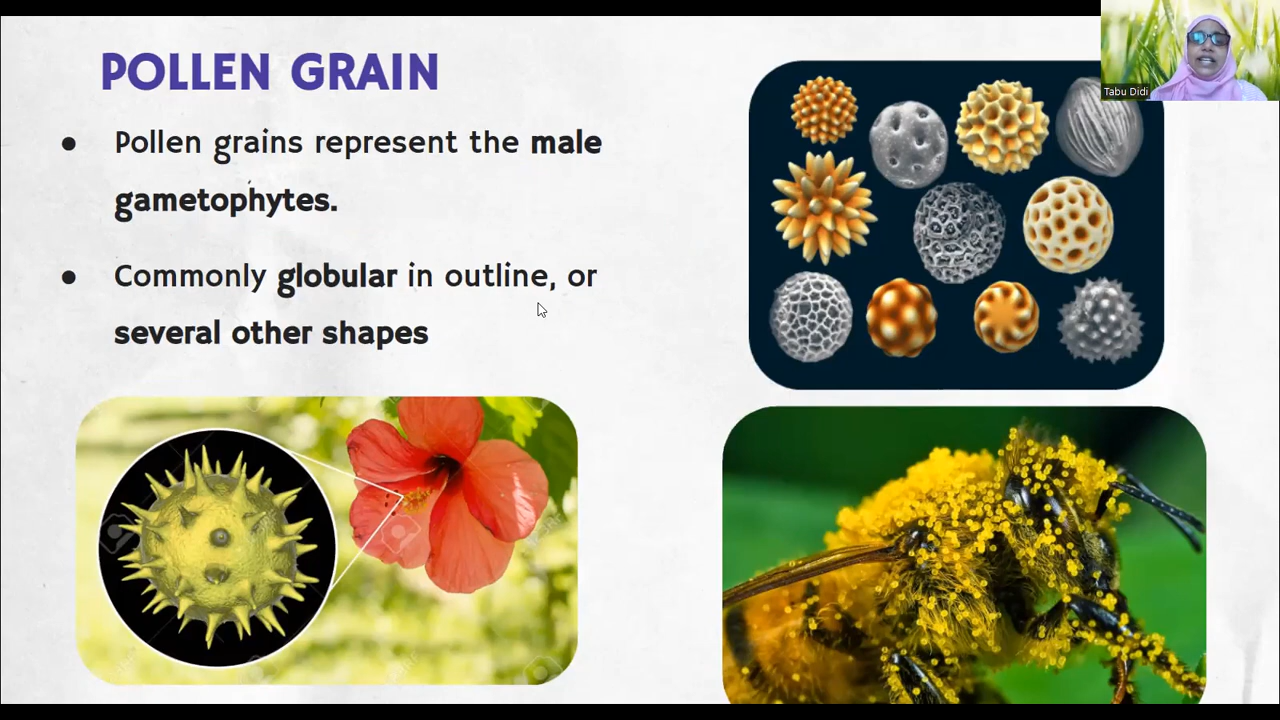 POLLEN GRAIN
Tabu Didi
● Pollen grains represent the male
gametophytes.
● Commonly globular in outline, or
several other shapes